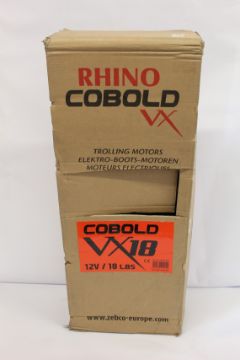 RHINO
COBOLD
VX
TROLLING MOTORS
ELEKTRO-BOOTS-MOTOREN
MOTEURS ELECTRIQUES
COBOLD
VX18
12V / 18 LBS
www.zebco-europe.com